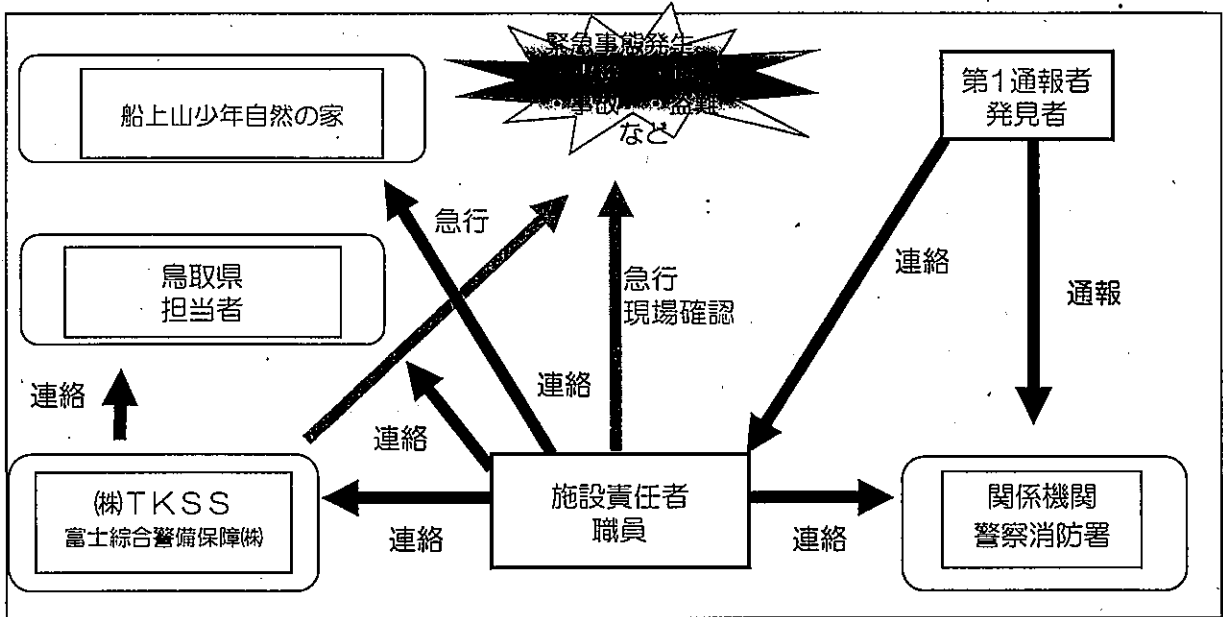 緊急事態発生
・事故 ・盗難
など
船上山少年自然の家
第1通報者
発見者
急行
鳥取県
担当者
急行
現場確認
連絡
通報
連絡
連絡
連絡
㈱TKSS
富士綜合警備保障㈱
連絡
施設責任者
職員
連絡
関係機関
警察消防署